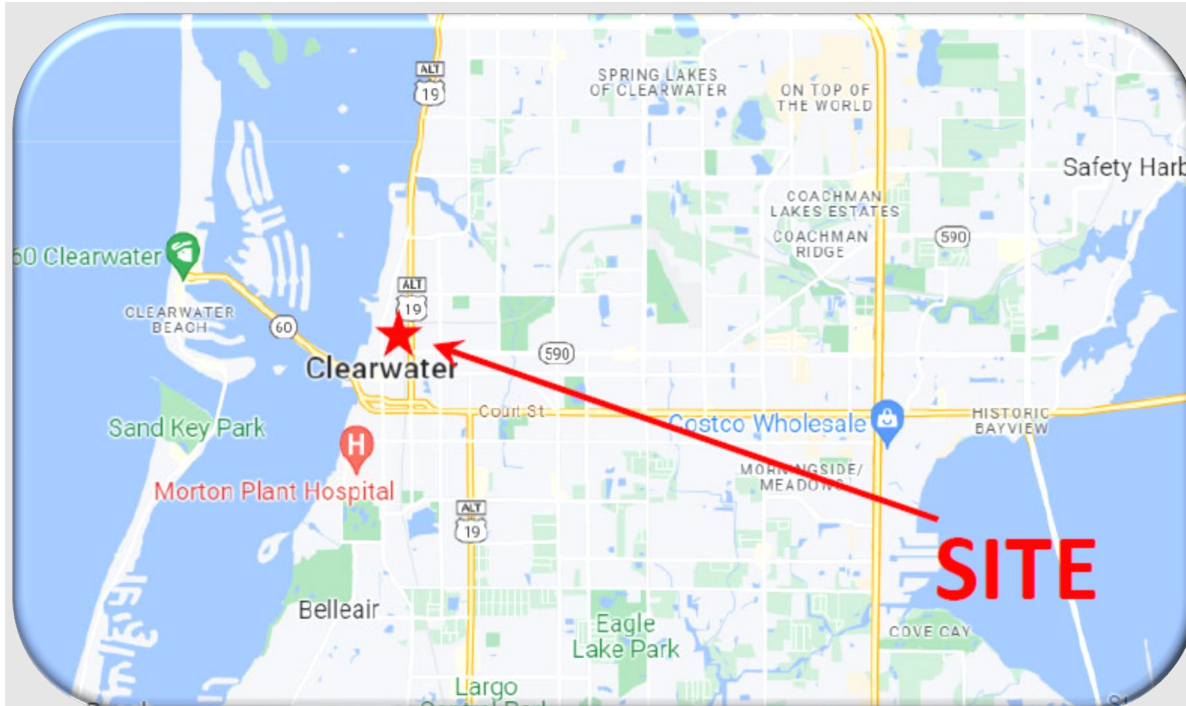 ALT
19
SPRING LAKES
OF CLEARWATER
ON TOP OF
THE WORLD
Safety Harb
COACHMAN
LAKES ESTATES
COACHMAN
RIDGE
590
60 Clearwater
CLEARWATER
BEACH
60
ALT
19
Clearwater
590
Court St
Costco Wholesale
HISTORIC
BAYVIEW
Sand Key Park
H
Morton Plant Hospital
MORNINGSIDE/
MEADOWS
ALT
19
SITE
Belleair
Eagle
Lake Park
COVE CAY
Largo